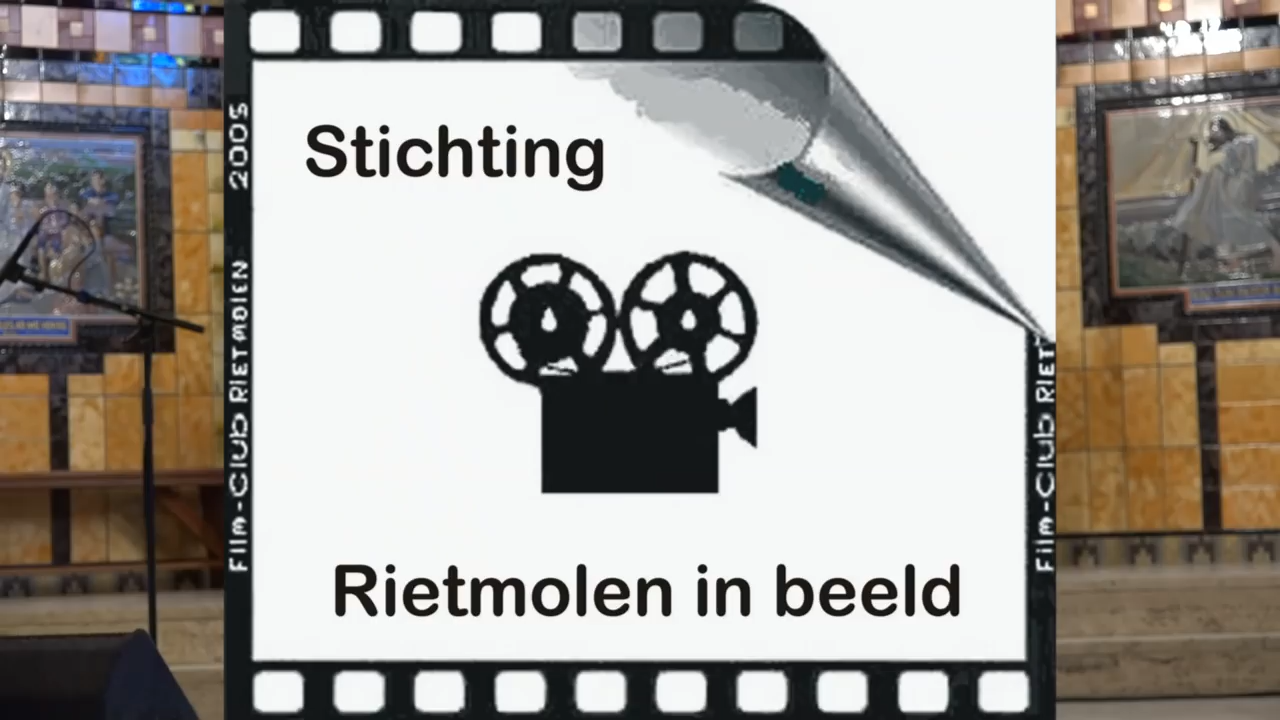 Stichting
Rietmolen in beeld
Film-Club Rietmolen 2005
Film-Club Riet